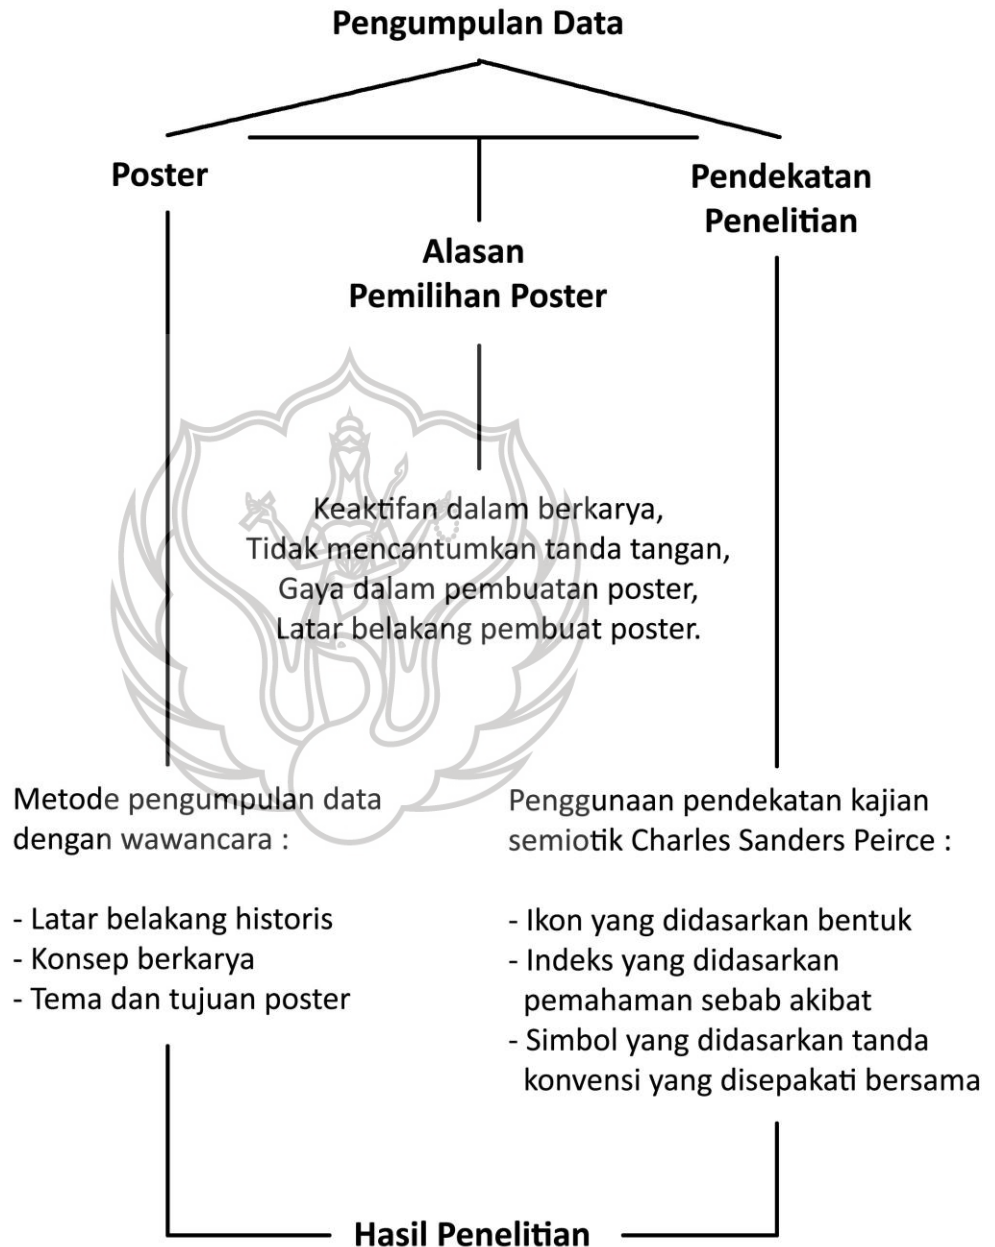 Pengumpulan Data
Poster
Pendekatan
Penelitian
Alasan
Pemilihan Poster
Keaktifan dalam berkarya,
Tidak mencantumkan tanda tangan,
Gaya dalam pembuatan poster,
Latar belakang pembuat poster.
Metode pengumpulan data
dengan wawancara :
- Latar belakang historis
- Konsep berkarya
- Tema dan tujuan poster
Penggunaan pendekatan kajian
semiotik Charles Sanders Peirce :
- Ikon yang didasarkan bentuk
- Indeks yang didasarkan
pemahaman sebab akibat
- Simbol yang didasarkan tanda
konvensi yang disepakati bersama
Hasil Penelitian